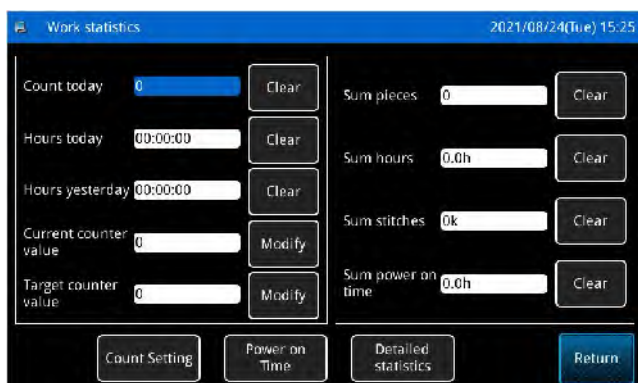 Work statistics
2021/08/24(Tue) 15:25
Count today 0 Clear
Hours today 00:00:00 Clear
Hours yesterday 00:00:00 Clear
Current counter
value 0 Modify
Target counter
value 0 Modify
Sum pieces 0 Clear
Sum hours 0.0h Clear
Sum stitches 0k Clear
Sum power on
time 0.0h Clear
Count Setting
Power on
Time
Detailed
statistics
Return